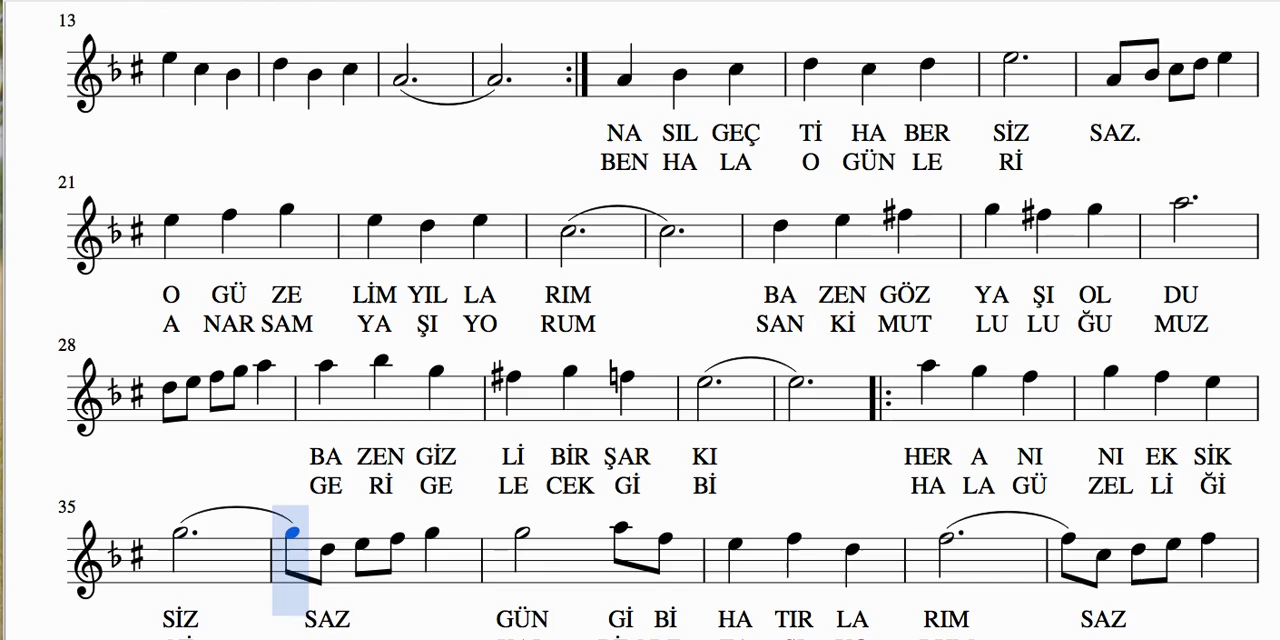 13
NA SIL GEÇ Tİ HA BER SİZ SAZ.
BEN HA LA O GÜN LE Rİ
21
O GÜ ZE LİM YIL LA RIM BA ZEN GÖZ YA ŞI OL DU
A NAR SAM YA ŞI YO RUM SAN Kİ MUT LU LU ĞU MUZ
28
BA ZEN GİZ Lİ BİR ŞAR KI HER A NI NI EK SİK
GE Rİ GE LE CEK Gİ Bİ HA LA GÜ ZEL Lİ Ğİ
35
SİZ SAZ GÜN Gİ Bİ HA TIR LA RIM SAZ